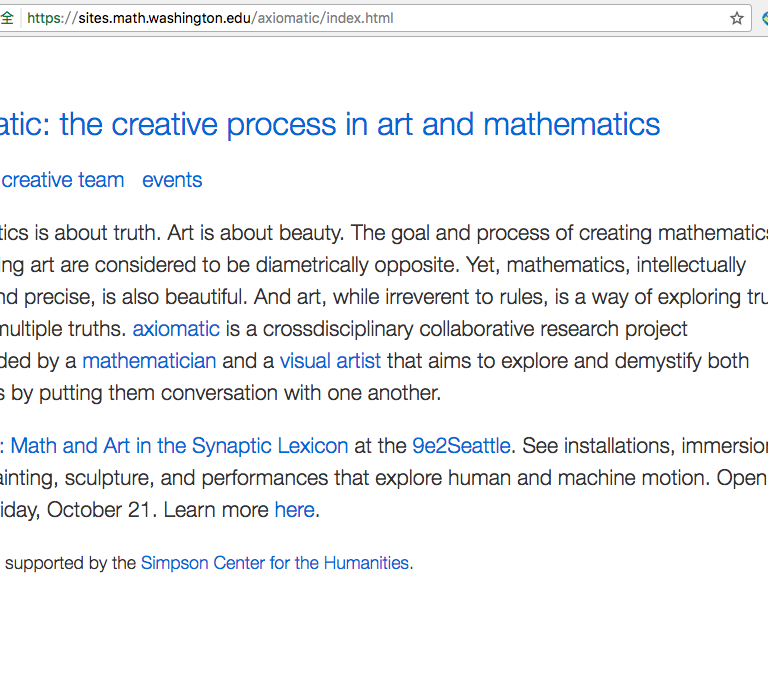 全 https://sites.math.washington.edu/axiomatic/index.html
atic: the creative process in art and mathematics
creative team events
tics is about truth. Art is about beauty. The goal and process of creating mathematics
ing art are considered to be diametrically opposite. Yet, mathematics, intellectually
nd precise, is also beautiful. And art, while irreverent to rules, is a way of exploring tru
multiple truths. axiomatic is a crossdisciplinary collaborative research project
ded by a mathematician and a visual artist that aims to explore and demystify both
s by putting them conversation with one another.
: Math and Art in the Synaptic Lexicon at the 9e2Seattle. See installations, immersion
ainting, sculpture, and performances that explore human and machine motion. Open
iday, October 21. Learn more here.
supported by the Simpson Center for the Humanities.